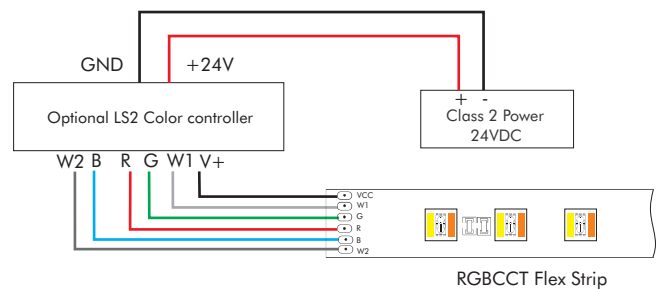 GND +24V
Optional LS2 Color controller
+ -
Class 2 Power
24VDC
W2 B R G W1 V+
VCC
W1
G
R
B
W2
RGBCCT Flex Strip